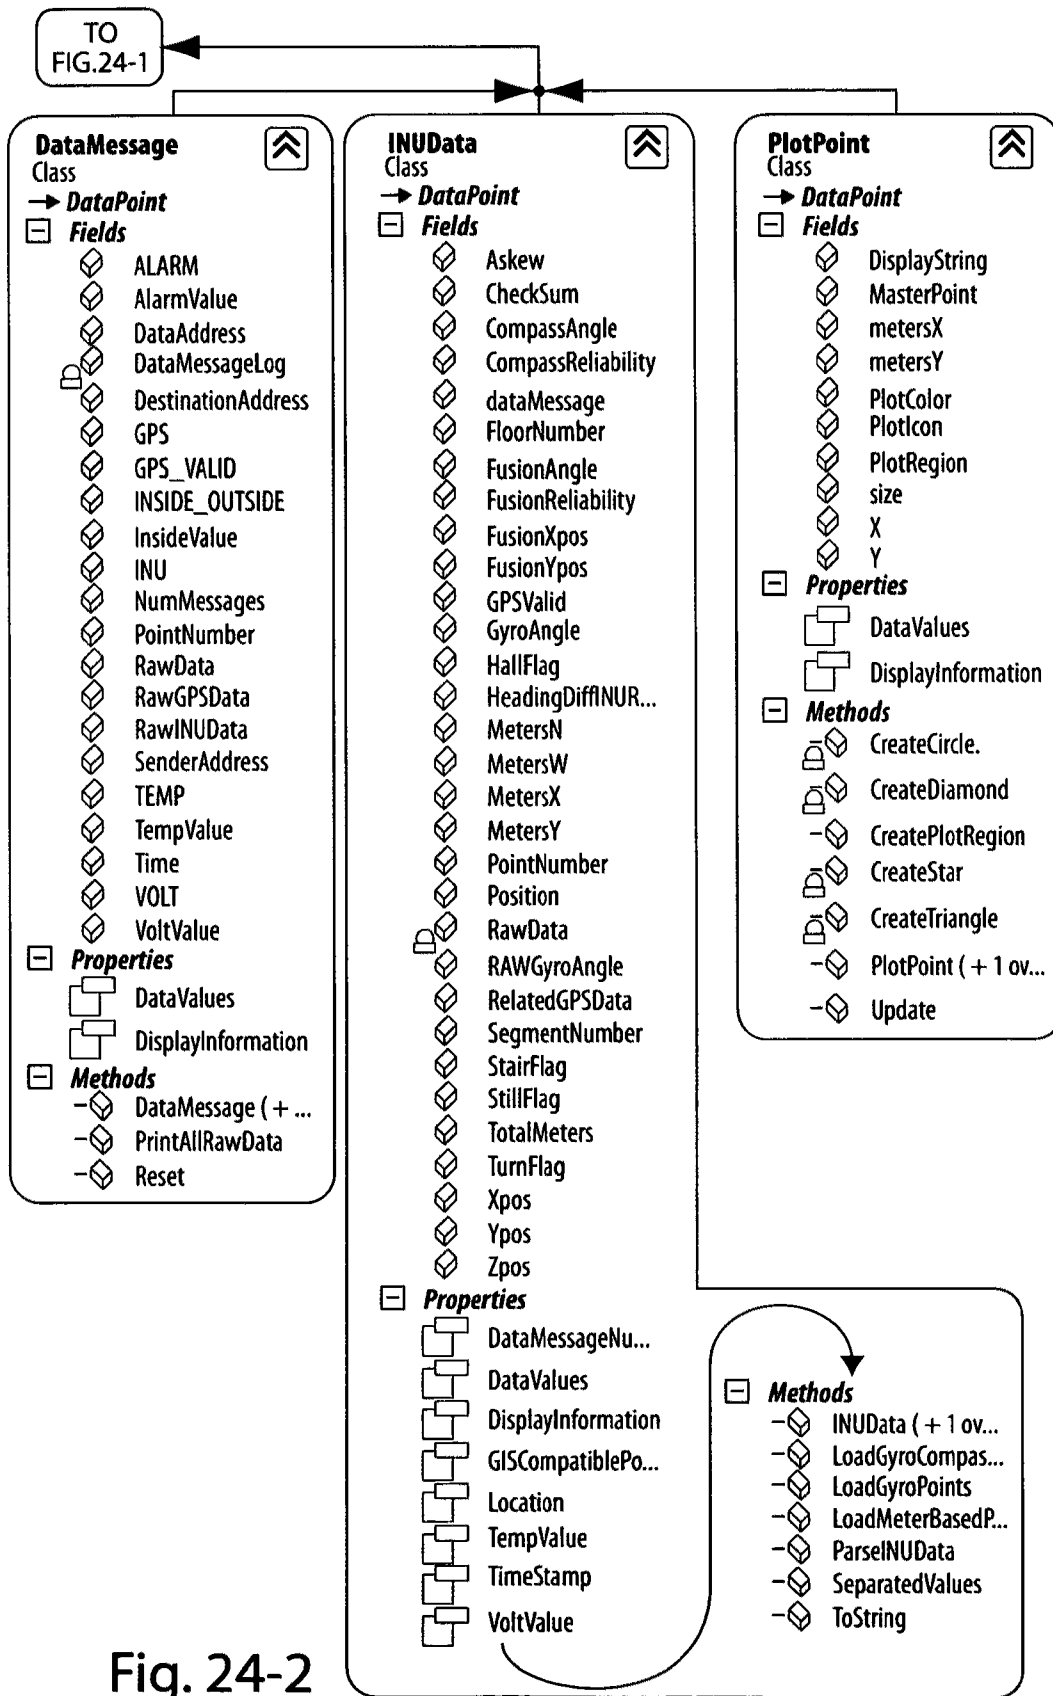 TO
FIG.24-1
DataMessage
Class
DataPoint
Fields
ALARM
AlarmValue
DataAddress
DataMessageLog
DestinationAddress
GPS
GPS_VALID
INSIDE_OUTSIDE
InsideValue
INU
NumMessages
PointNumber
RawData
RawGPSData
RawINUData
SenderAddress
TEMP
TempValue
Time
VOLT
VoltValue
Properties
DataValues
DisplayInformation
Methods
DataMessage ( + ...
PrintAllRawData
Reset
INUData
Class
DataPoint
Fields
Askew
CheckSum
CompassAngle
CompassReliability
dataMessage
FloorNumber
FusionAngle
FusionReliability
FusionXpos
FusionYpos
GPSValid
GyroAngle
HallFlag
HeadingDiffINUR...
MetersN
MetersW
MetersX
MetersY
PointNumber
Position
RawData
RAWGyroAngle
RelatedGPSData
SegmentNumber
StairFlag
StillFlag
TotalMeters
TurnFlag
Xpos
Ypos
Zpos
Properties
DataMessageNu...
DataValues
DisplayInformation
GISCompatiblePo...
Location
TempValue
TimeStamp
VoltValue
Methods
INUData ( + 1 ov...
LoadGyroCompas...
LoadGyroPoints
LoadMeterBasedP...
ParseINUData
SeparatedValues
ToString
PlotPoint
Class
DataPoint
Fields
DisplayString
MasterPoint
metersX
metersY
PlotColor
PlotIcon
PlotRegion
size
X
Y
Properties
DataValues
DisplayInformation
Methods
CreateCircle.
CreateDiamond
CreatePlotRegion
CreateStar
CreateTriangle
PlotPoint ( + 1 ov...
Update
Fig. 24-2